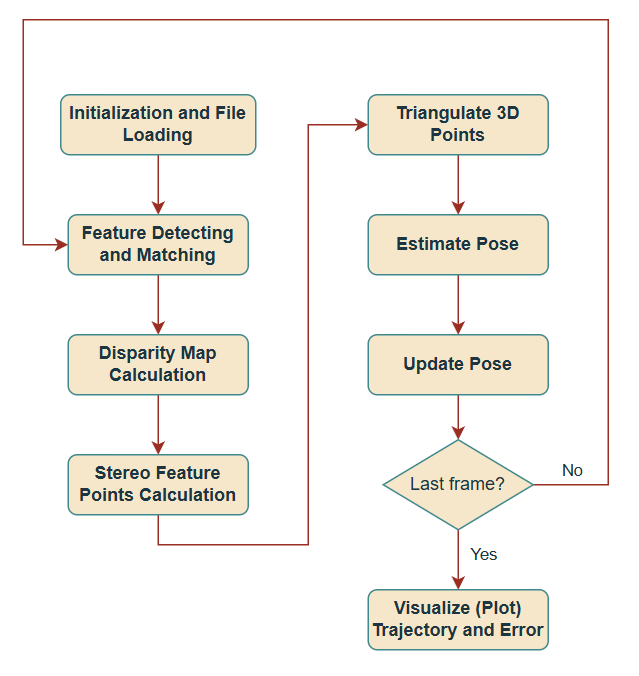 Initialization and File
Loading
Feature Detecting
and Matching
Disparity Map
Calculation
Stereo Feature
Points Calculation
Triangulate 3D
Points
Estimate Pose
Update Pose
Last frame?
No
Yes
Visualize (Plot)
Trajectory and Error